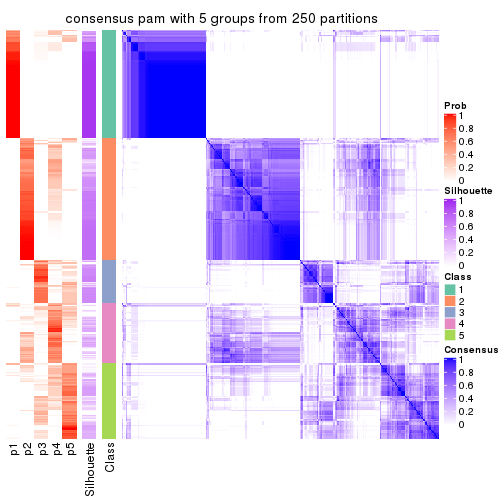 consensus pam with 5 groups from 250 partitions
Prob
1
0.8
0.6
0.4
0.2
0
Silhouette
1
0.8
0.6
0.4
0.2
0
Class
1
2
3
4
5
Consensus
1
0.8
0.6
0.4
0.2
0
p1
p2
p3
p4
p5
Silhouette
Class